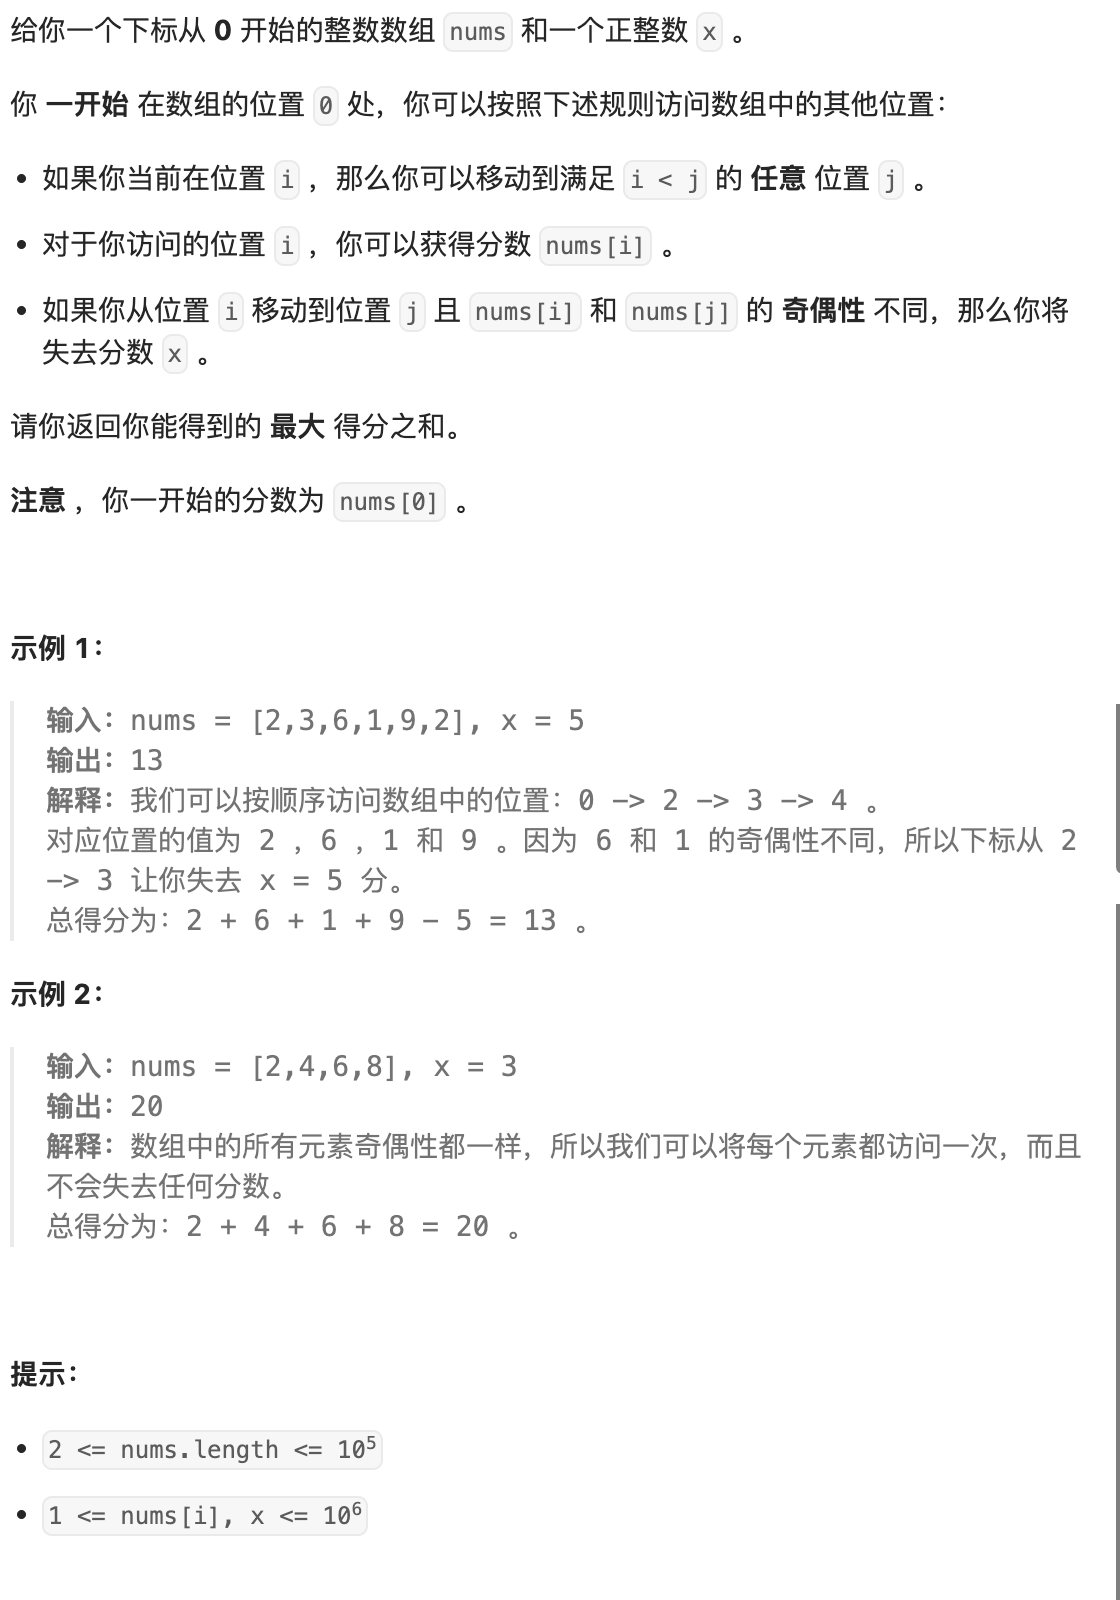 给你一个下标从 0 开始的整数数组 nums 和一个正整数 x 。
你 一开始 在数组的位置 0 处，你可以按照下述规则访问数组中的其他位置：
• 如果你当前在位置 i ，那么你可以移动到满足 i < j 的 任意 位置 j 。
• 对于你访问的位置 i ，你可以获得分数 nums[i] 。
• 如果你从位置 i 移动到位置 j 且 nums[i] 和 nums[j] 的 奇偶性 不同，那么你将
失去分数 x 。
请你返回你能得到的 最大 得分之和。
注意 ，你一开始的分数为 nums[0] 。
示例 1：
输入：nums = [2,3,6,1,9,2], x = 5
输出：13
解释：我们可以按顺序访问数组中的位置：0 -> 2 -> 3 -> 4 。
对应位置的值为 2 ，6 ，1 和 9 。因为 6 和 1 的奇偶性不同，所以下标从 2
-> 3 让你失去 x = 5 分。
总得分为：2 + 6 + 1 + 9 - 5 = 13 。
示例 2：
输入：nums = [2,4,6,8], x = 3
输出：20
解释：数组中的所有元素奇偶性都一样，所以我们可以将每个元素都访问一次，而且
不会失去任何分数。
总得分为：2 + 4 + 6 + 8 = 20 。
提示：
• 2 <= nums.length <= 10⁵
• 1 <= nums[i], x <= 10⁶